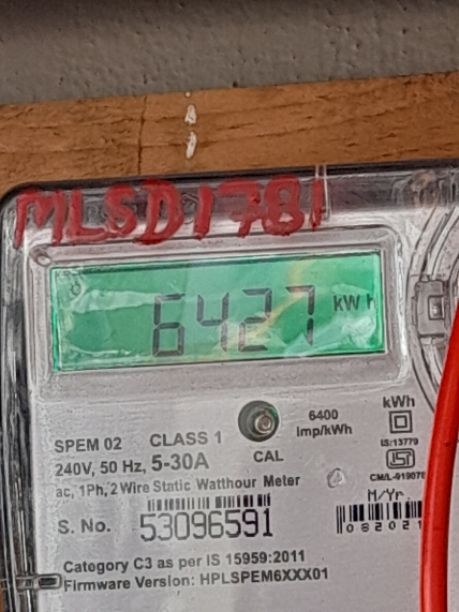 MLSD1781
6427 kWh
6400 imp/kWh
kWh
SPEM 02 CLASS 1
IS:13779
240V, 50 Hz, 5-30A CAL
CM/L-919078
ac, 1Ph, 2 Wire Static Watthour Meter
M/Yr.
S. No. 53096591
082021
Category C3 as per IS 15959:2011
Firmware Version: HPLSPEM6XXX01